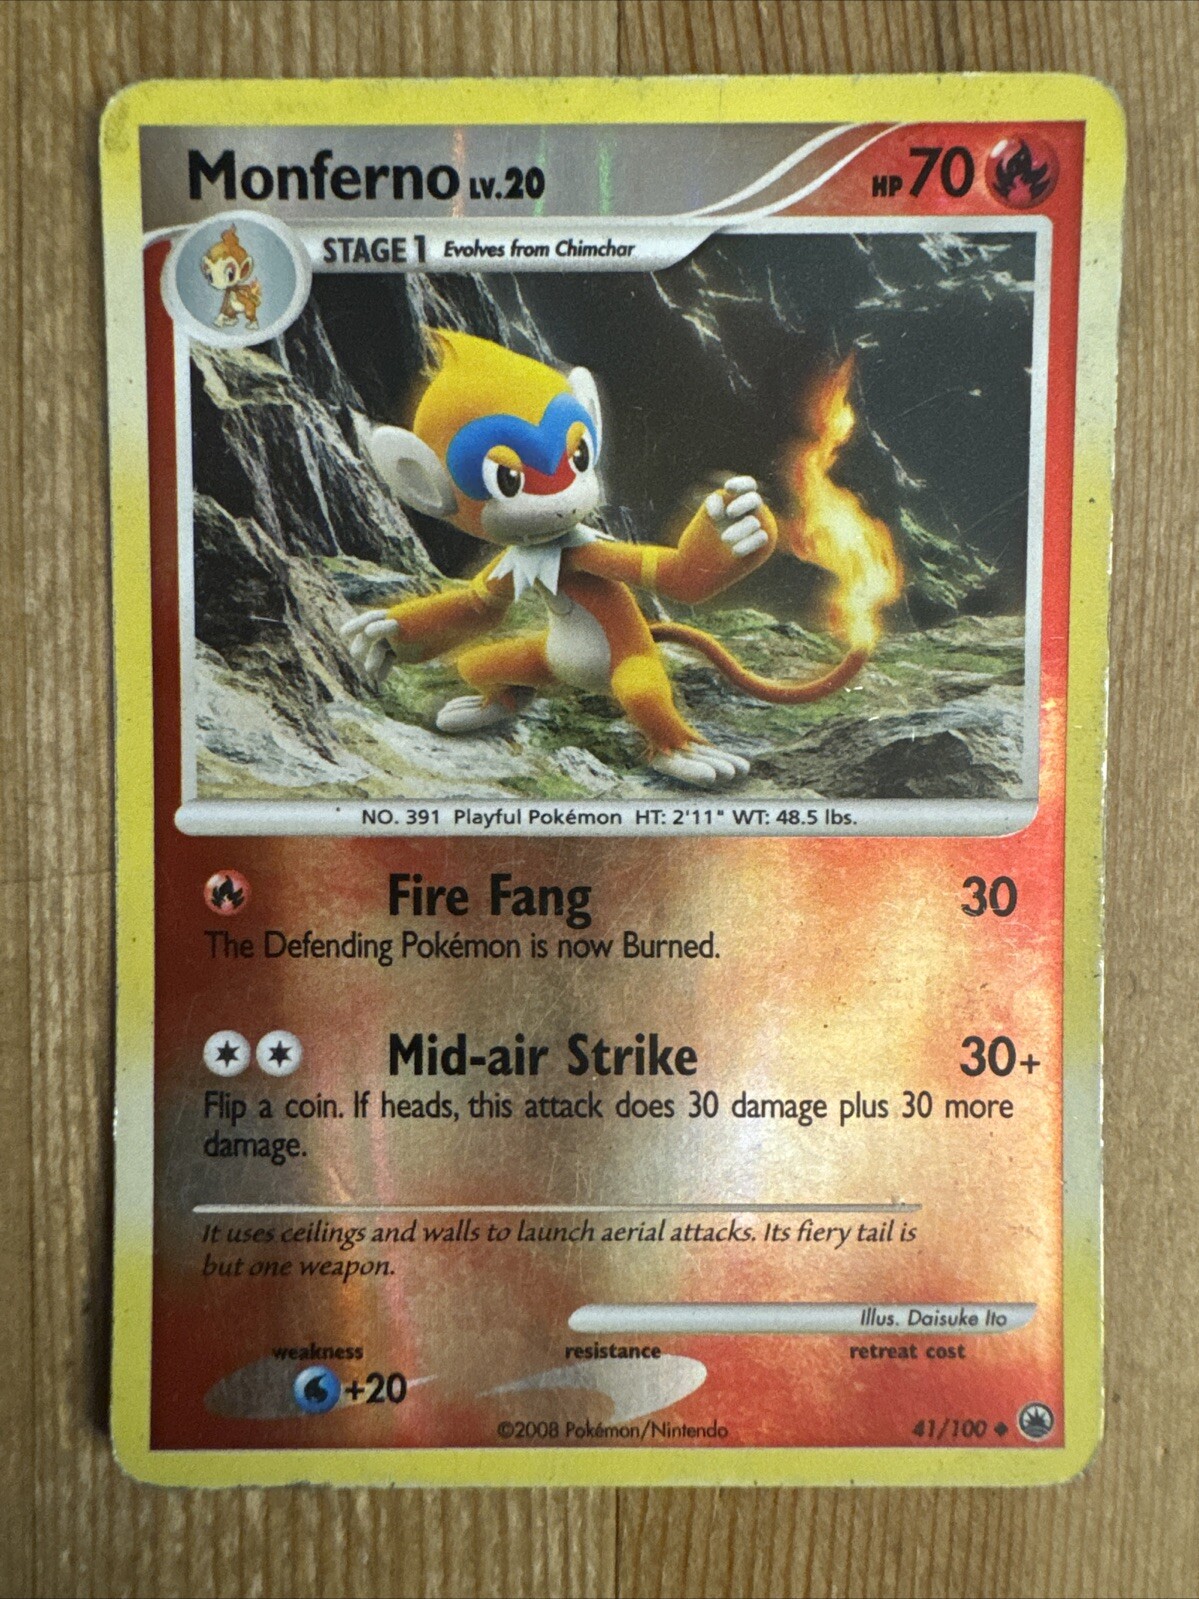 Monferno LV.20
HP 70
STAGE 1 Evolves from Chimchar
NO. 391 Playful Pokémon HT: 2'11" WT: 48.5 lbs.
Fire Fang 30
The Defending Pokémon is now Burned.
Mid-air Strike 30+
Flip a coin. If heads, this attack does 30 damage plus 30 more
damage.
It uses ceilings and walls to launch aerial attacks. Its fiery tail is
but one weapon.
Illus. Daisuke Ito
weakness resistance retreat cost
+20
©2008 Pokémon/Nintendo 41/100